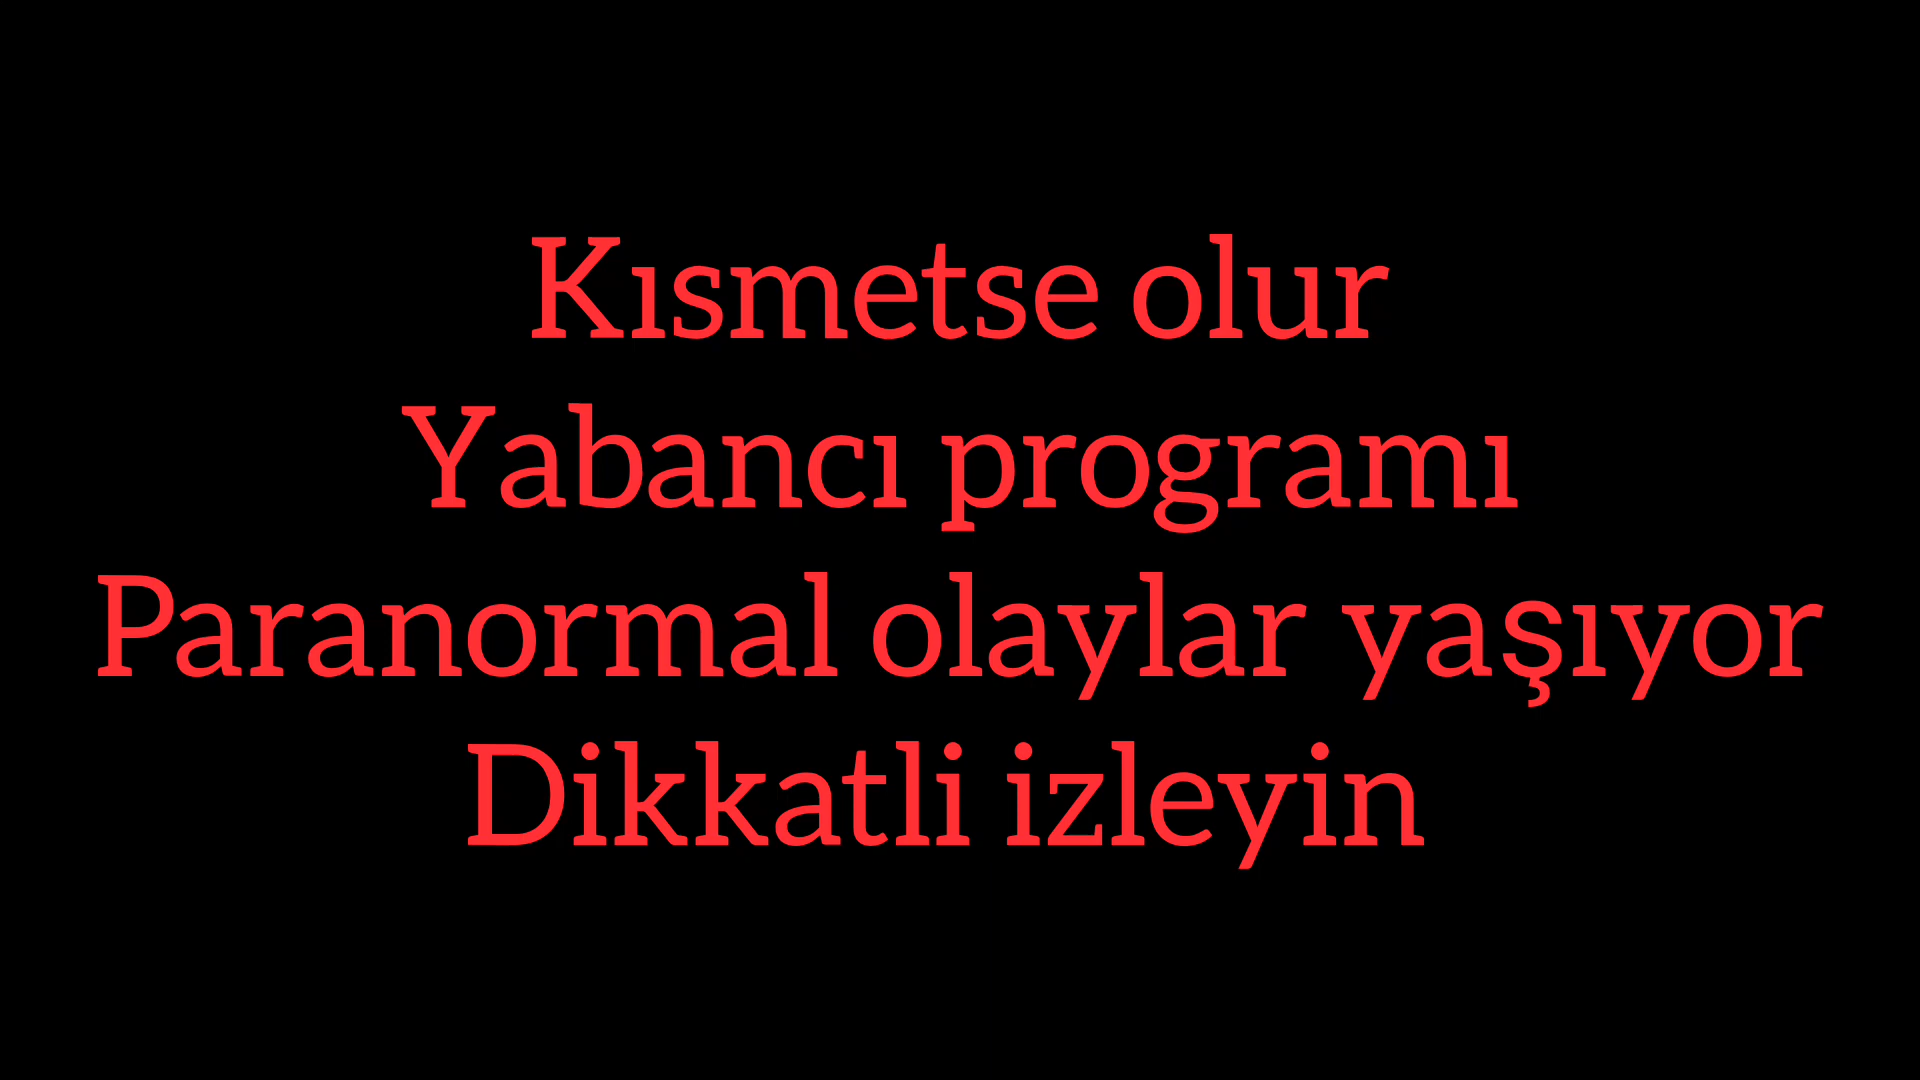 Kısmetse olur
Yabancı programı
Paranormal olaylar yaşıyor
Dikkatli izleyin